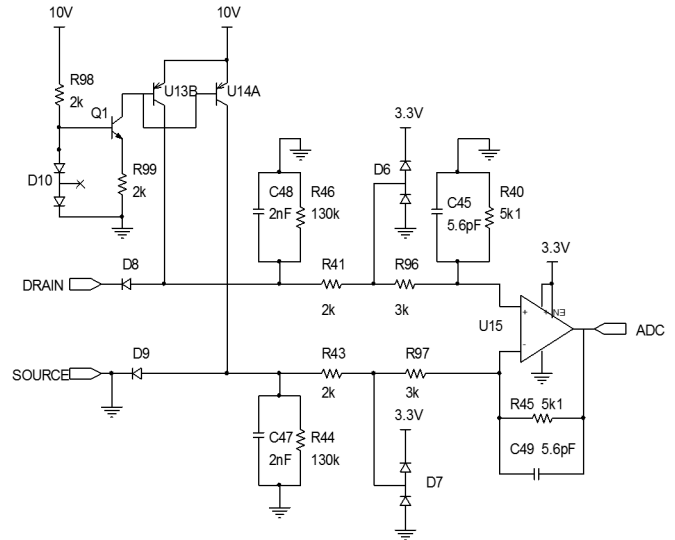 10V
10V
R98
2k
U13B
U14A
Q1
3.3V
D10
R99
2k
D6
C48
2nF
R46
130k
C45
5.6pF
R40
5k1
3.3V
D8
R41
R96
DRAIN
2k
3k
EN
U15
+
-
ADC
D9
R43
R97
SOURCE
2k
3k
R45 5k1
3.3V
C47
2nF
R44
130k
C49 5.6pF
D7